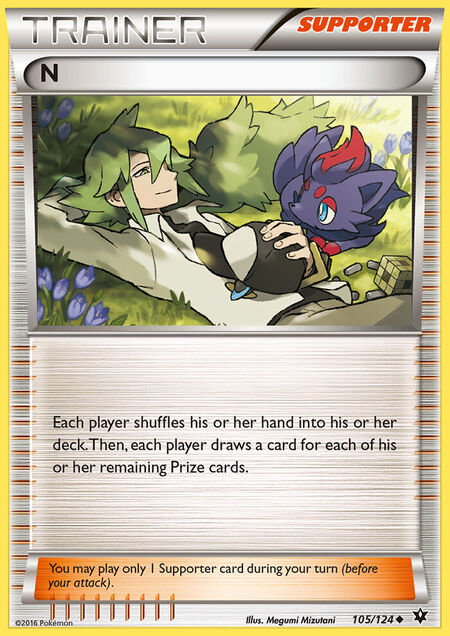 TRAINER SUPPORTER
N
Each player shuffles his or her hand into his or her
deck. Then, each player draws a card for each of his
or her remaining Prize cards.
You may play only 1 Supporter card during your turn (before
your attack).
©2016 Pokémon Illus. Megumi Mizutani 105/124